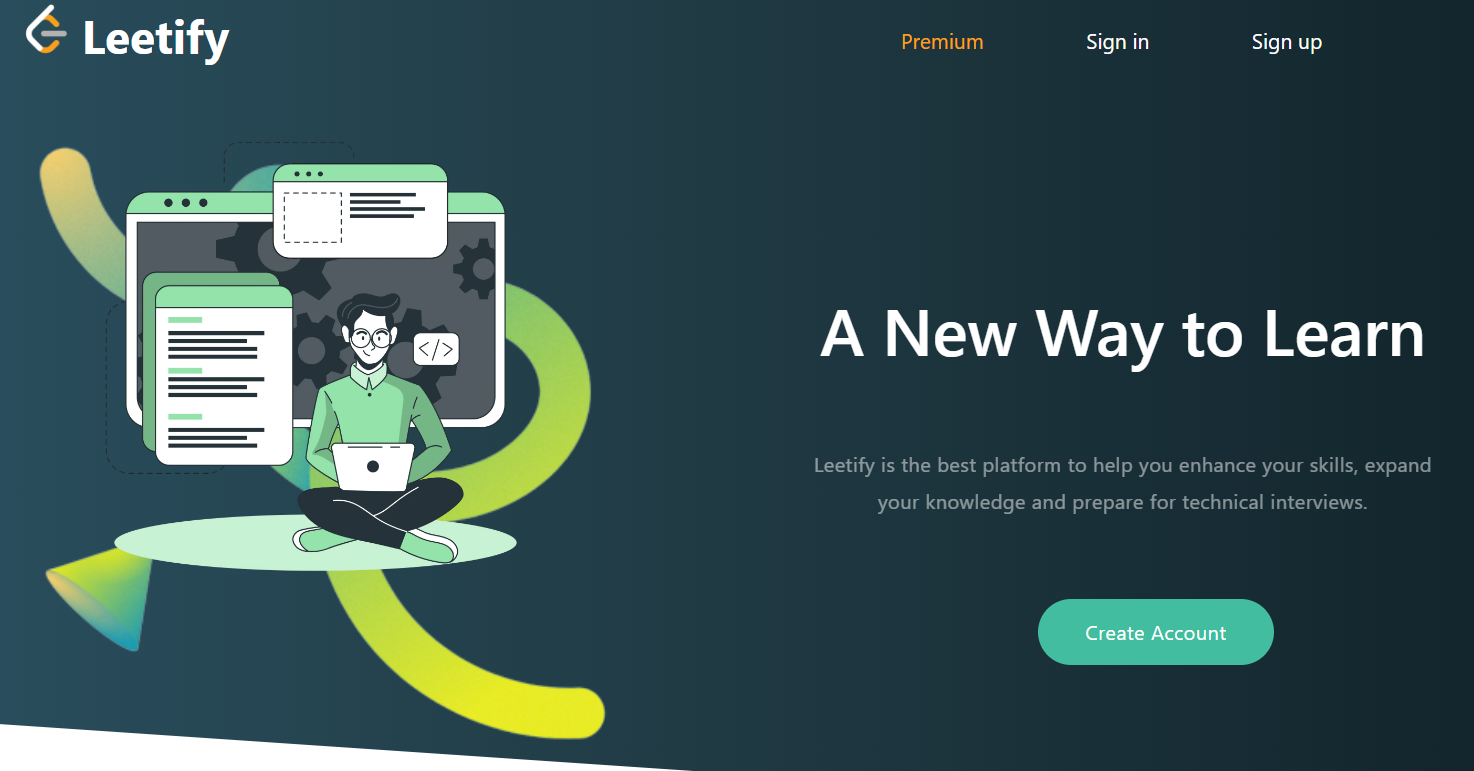 Leetify
Premium
Sign in
Sign up
</>
A New Way to Learn
Leetify is the best platform to help you enhance your skills, expand
your knowledge and prepare for technical interviews.
Create Account